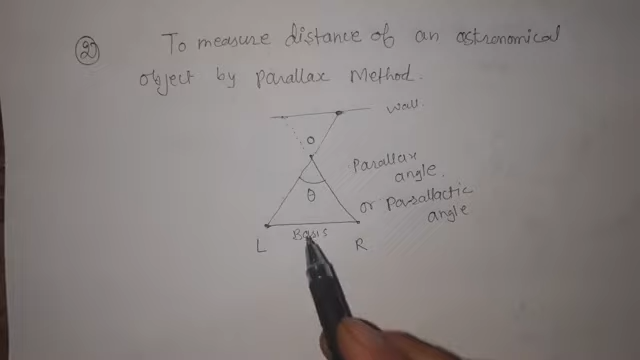 2
To measure distance of an astronomical
object by Parallax Method.
wall.
O
Parallax
angle.
θ
or Parallactic
angle
Basis
L
R